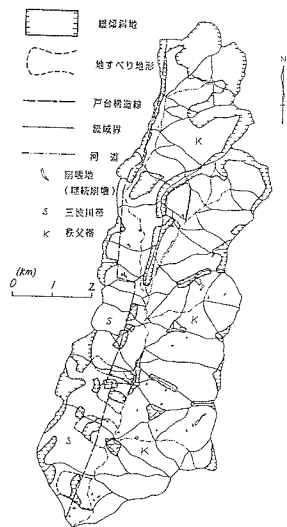 緩傾斜地
地すべり地形
戸台構造線
流域界
河道
崩壊地
(継続崩壊)
S 三波川帯
K 秩父帯
N
(km)
0 1 2
K
K
S
S
K